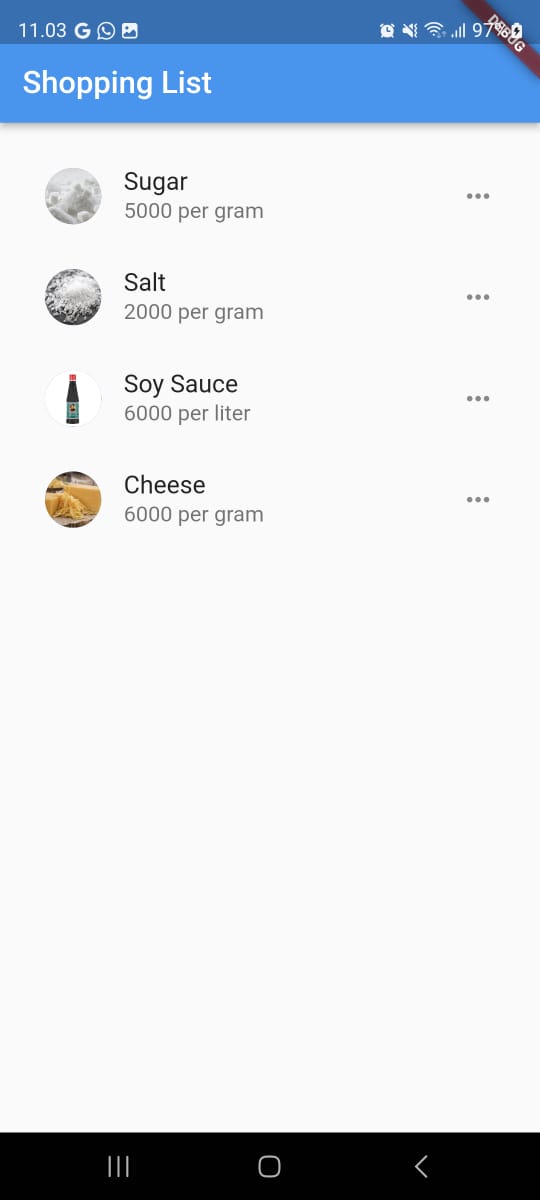 11.03 97%
DEBUG
Shopping List
Sugar
5000 per gram
Salt
2000 per gram
Soy Sauce
6000 per liter
Cheese
6000 per gram